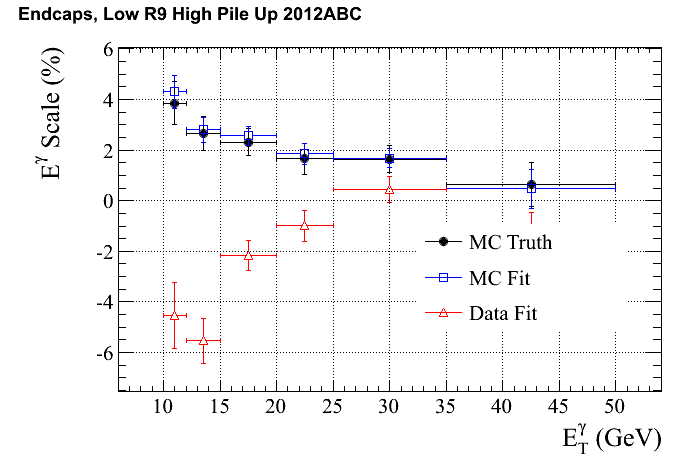 Endcaps, Low R9 High Pile Up 2012ABC
E^γ Scale (%)
6
4
2
0
-2
-4
-6
MC Truth
MC Fit
Data Fit
10 15 20 25 30 35 40 45 50
E_T^γ (GeV)